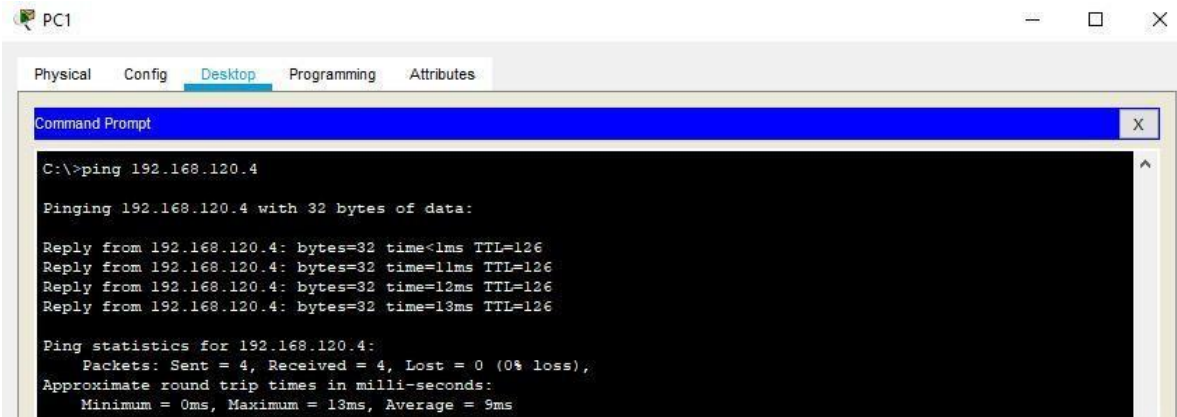 PC1
Physical Config Desktop Programming Attributes
Command Prompt X
C:\>ping 192.168.120.4
Pinging 192.168.120.4 with 32 bytes of data:
Reply from 192.168.120.4: bytes=32 time<1ms TTL=126
Reply from 192.168.120.4: bytes=32 time=11ms TTL=126
Reply from 192.168.120.4: bytes=32 time=12ms TTL=126
Reply from 192.168.120.4: bytes=32 time=13ms TTL=126
Ping statistics for 192.168.120.4:
Packets: Sent = 4, Received = 4, Lost = 0 (0% loss),
Approximate round trip times in milli-seconds:
Minimum = 0ms, Maximum = 13ms, Average = 9ms